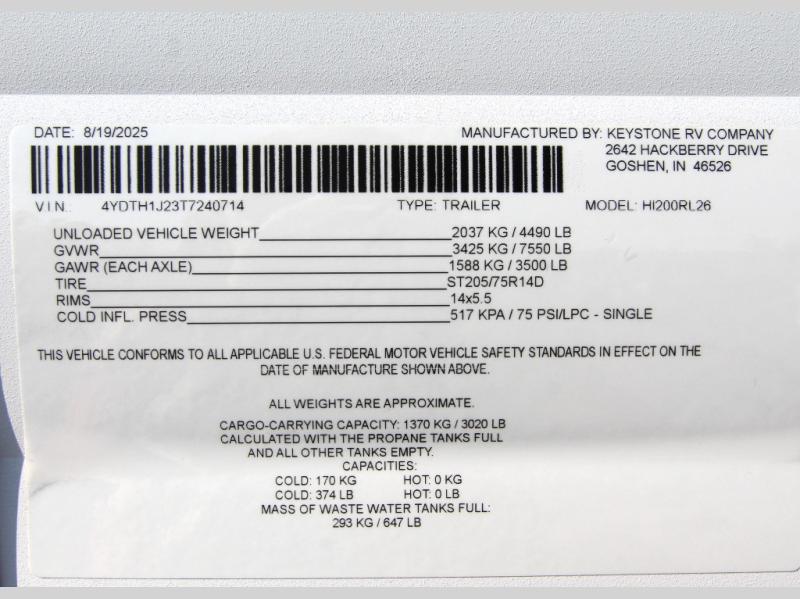 DATE: 8/19/2025
MANUFACTURED BY: KEYSTONE RV COMPANY
2642 HACKBERRY DRIVE
GOSHEN, IN 46526
V I N.: 4YDTH1J23T7240714 TYPE: TRAILER MODEL: HI200RL26
UNLOADED VEHICLE WEIGHT 2037 KG / 4490 LB
GVWR 3425 KG / 7550 LB
GAWR (EACH AXLE) 1588 KG / 3500 LB
TIRE ST205/75R14D
RIMS 14x5.5
COLD INFL. PRESS 517 KPA / 75 PSI/LPC - SINGLE
THIS VEHICLE CONFORMS TO ALL APPLICABLE U.S. FEDERAL MOTOR VEHICLE SAFETY STANDARDS IN EFFECT ON THE
DATE OF MANUFACTURE SHOWN ABOVE.
ALL WEIGHTS ARE APPROXIMATE.
CARGO-CARRYING CAPACITY: 1370 KG / 3020 LB
CALCULATED WITH THE PROPANE TANKS FULL
AND ALL OTHER TANKS EMPTY.
CAPACITIES:
COLD: 170 KG HOT: 0 KG
COLD: 374 LB HOT: 0 LB
MASS OF WASTE WATER TANKS FULL:
293 KG / 647 LB